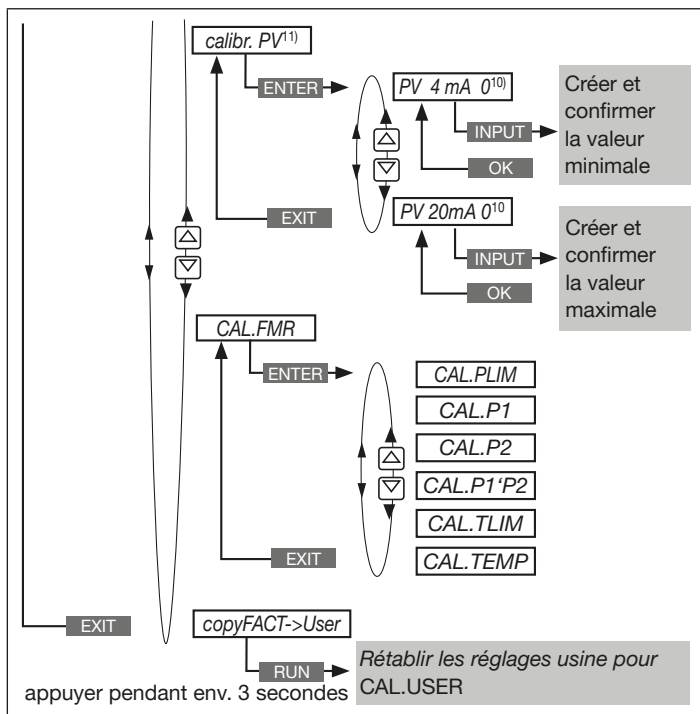 calibr. PV11)
ENTER
PV 4 mA 010)
INPUT
OK
Créer et
confirmer
la valeur
minimale
EXIT
PV 20mA 010
INPUT
OK
Créer et
confirmer
la valeur
maximale
CAL.FMR
ENTER
CAL.PLIM
CAL.P1
CAL.P2
CAL.P1‘P2
CAL.TLIM
CAL.TEMP
EXIT
EXIT
copyFACT->User
RUN
appuyer pendant env. 3 secondes
Rétablir les réglages usine pour
CAL.USER